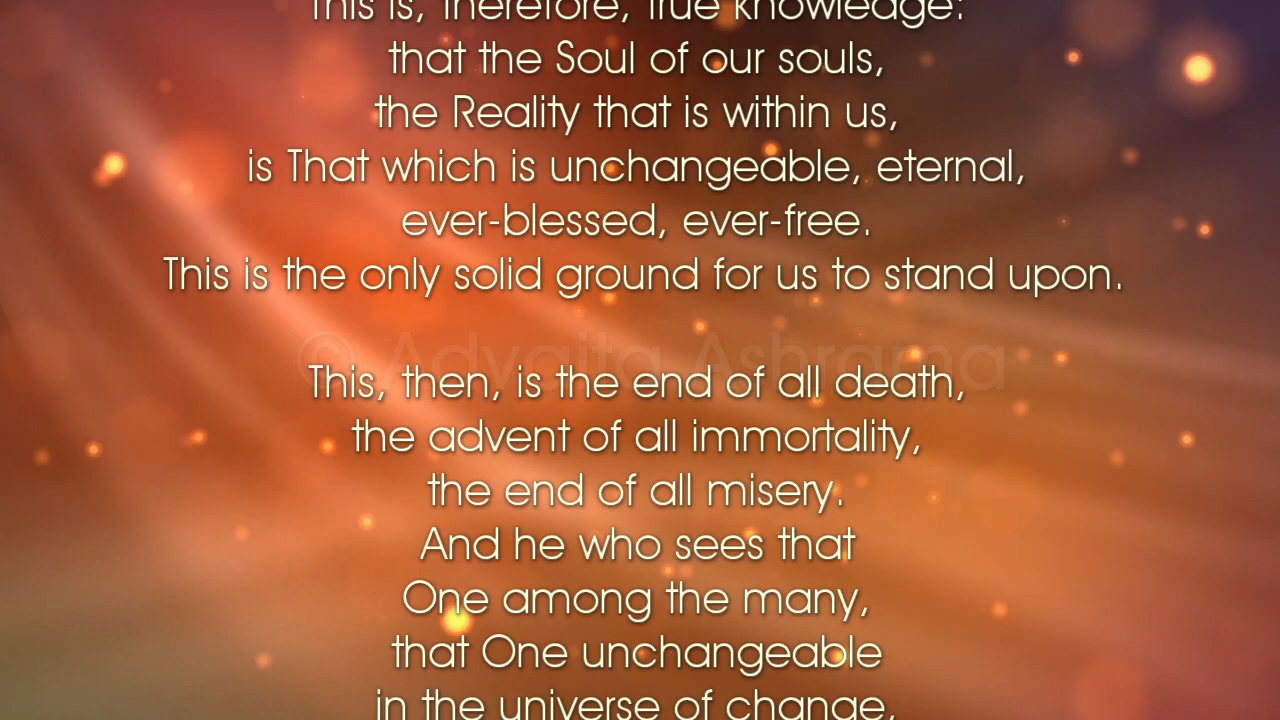 This is, therefore, true knowledge:
that the Soul of our souls,
the Reality that is within us,
is That which is unchangeable, eternal,
ever-blessed, ever-free.
This is the only solid ground for us to stand upon.
© Advaita Ashrama
This, then, is the end of all death,
the advent of all immortality,
the end of all misery.
And he who sees that
One among the many,
that One unchangeable
in the universe of change,